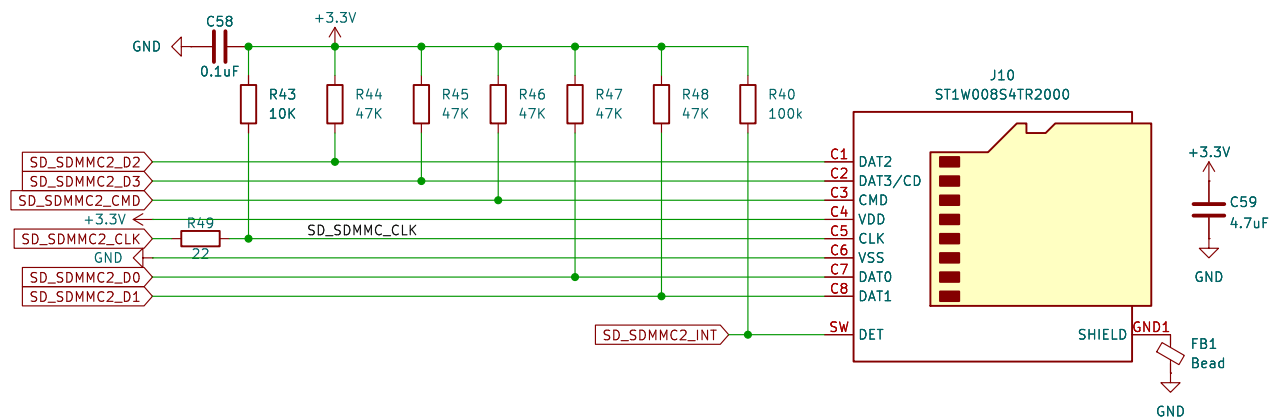 C58
GND
0.1uF
+3.3V
R43
10K
R44
47K
R45
47K
R46
47K
R47
47K
R48
47K
R40
100k
J10
ST1W008S4TR2000
SD_SDMMC2_D2
C1
DAT2
SD_SDMMC2_D3
C2
DAT3/CD
SD_SDMMC2_CMD
C3
CMD
+3.3V
C4
VDD
R49
SD_SDMMC2_CLK
22
SD_SDMMC_CLK
C5
CLK
GND
C6
VSS
SD_SDMMC2_D0
C7
DAT0
SD_SDMMC2_D1
C8
DAT1
SD_SDMMC2_INT
SW
DET
SHIELD
GND1
FB1
Bead
GND
+3.3V
C59
4.7uF
GND